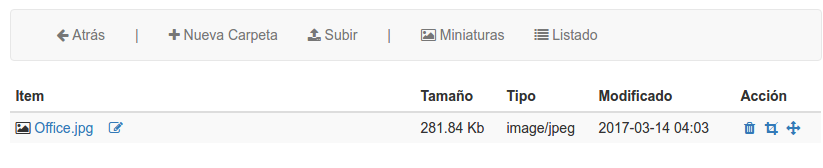 Atrás | Nueva Carpeta Subir | Miniaturas Listado
Item Tamaño Tipo Modificado Acción
Office.jpg 281.84 Kb image/jpeg 2017-03-14 04:03